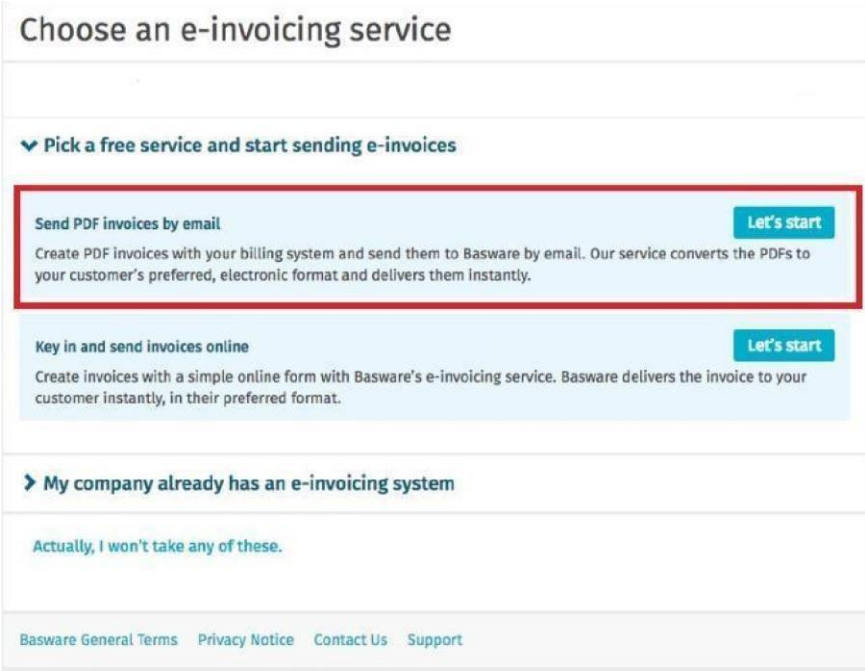 Choose an e-invoicing service
Pick a free service and start sending e-invoices
Send PDF invoices by email
Let's start
Create PDF invoices with your billing system and send them to Basware by email. Our service converts the PDFs to
your customer's preferred, electronic format and delivers them instantly.
Key in and send invoices online
Let's start
Create invoices with a simple online form with Basware's e-invoicing service. Basware delivers the invoice to your
customer instantly, in their preferred format.
My company already has an e-invoicing system
Actually, I won't take any of these.
Basware General Terms Privacy Notice Contact Us Support